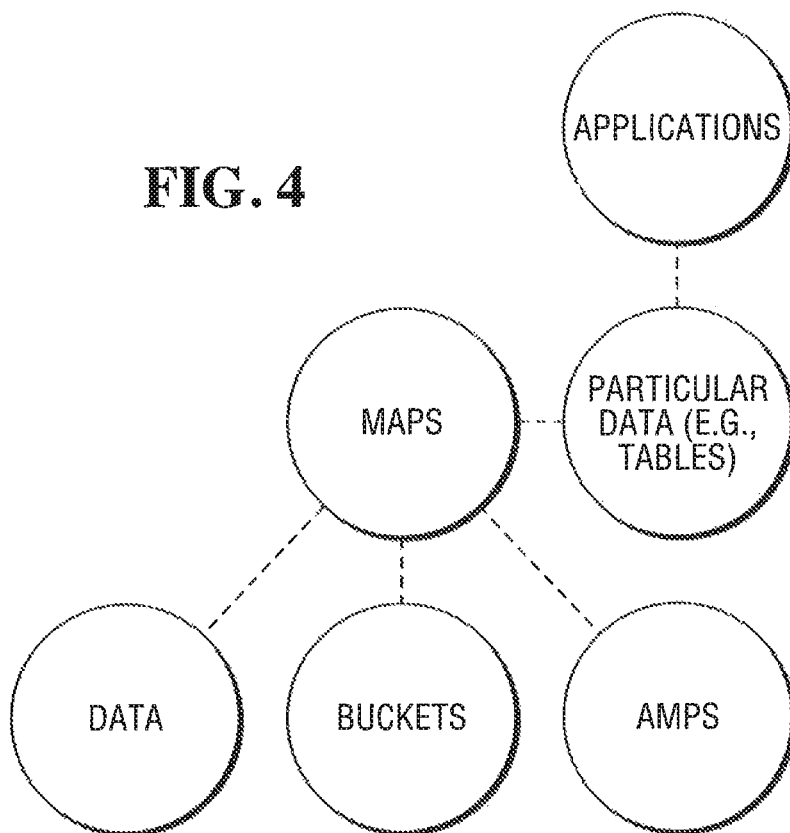 APPLICATIONS
FIG. 4
MAPS
PARTICULAR
DATA (E.G.,
TABLES)
DATA
BUCKETS
AMPS